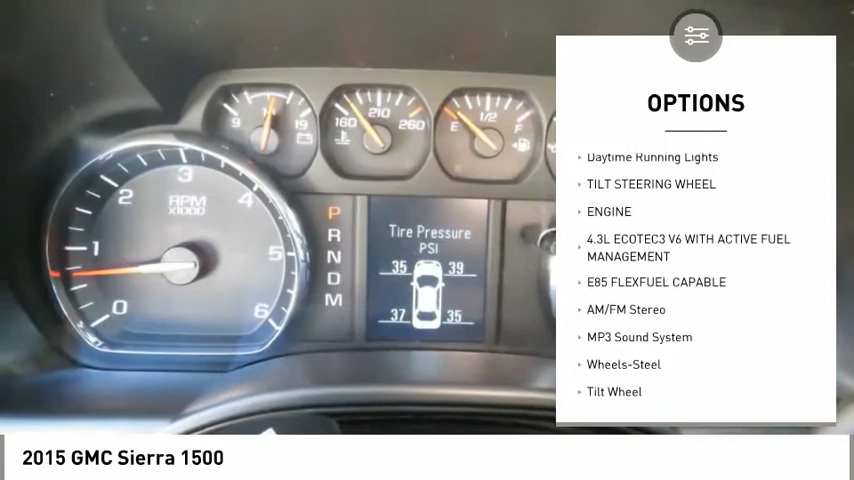 9 14 19
160 210 260
E 1/2 F
0 1 2 3 4 5 6
RPM
x1000
P
R
N
D
M
Tire Pressure
PSI
35 39
37 35
OPTIONS
Daytime Running Lights
TILT STEERING WHEEL
ENGINE
4.3L ECOTEC3 V6 WITH ACTIVE FUEL
MANAGEMENT
E85 FLEXFUEL CAPABLE
AM/FM Stereo
MP3 Sound System
Wheels-Steel
Tilt Wheel
2015 GMC Sierra 1500